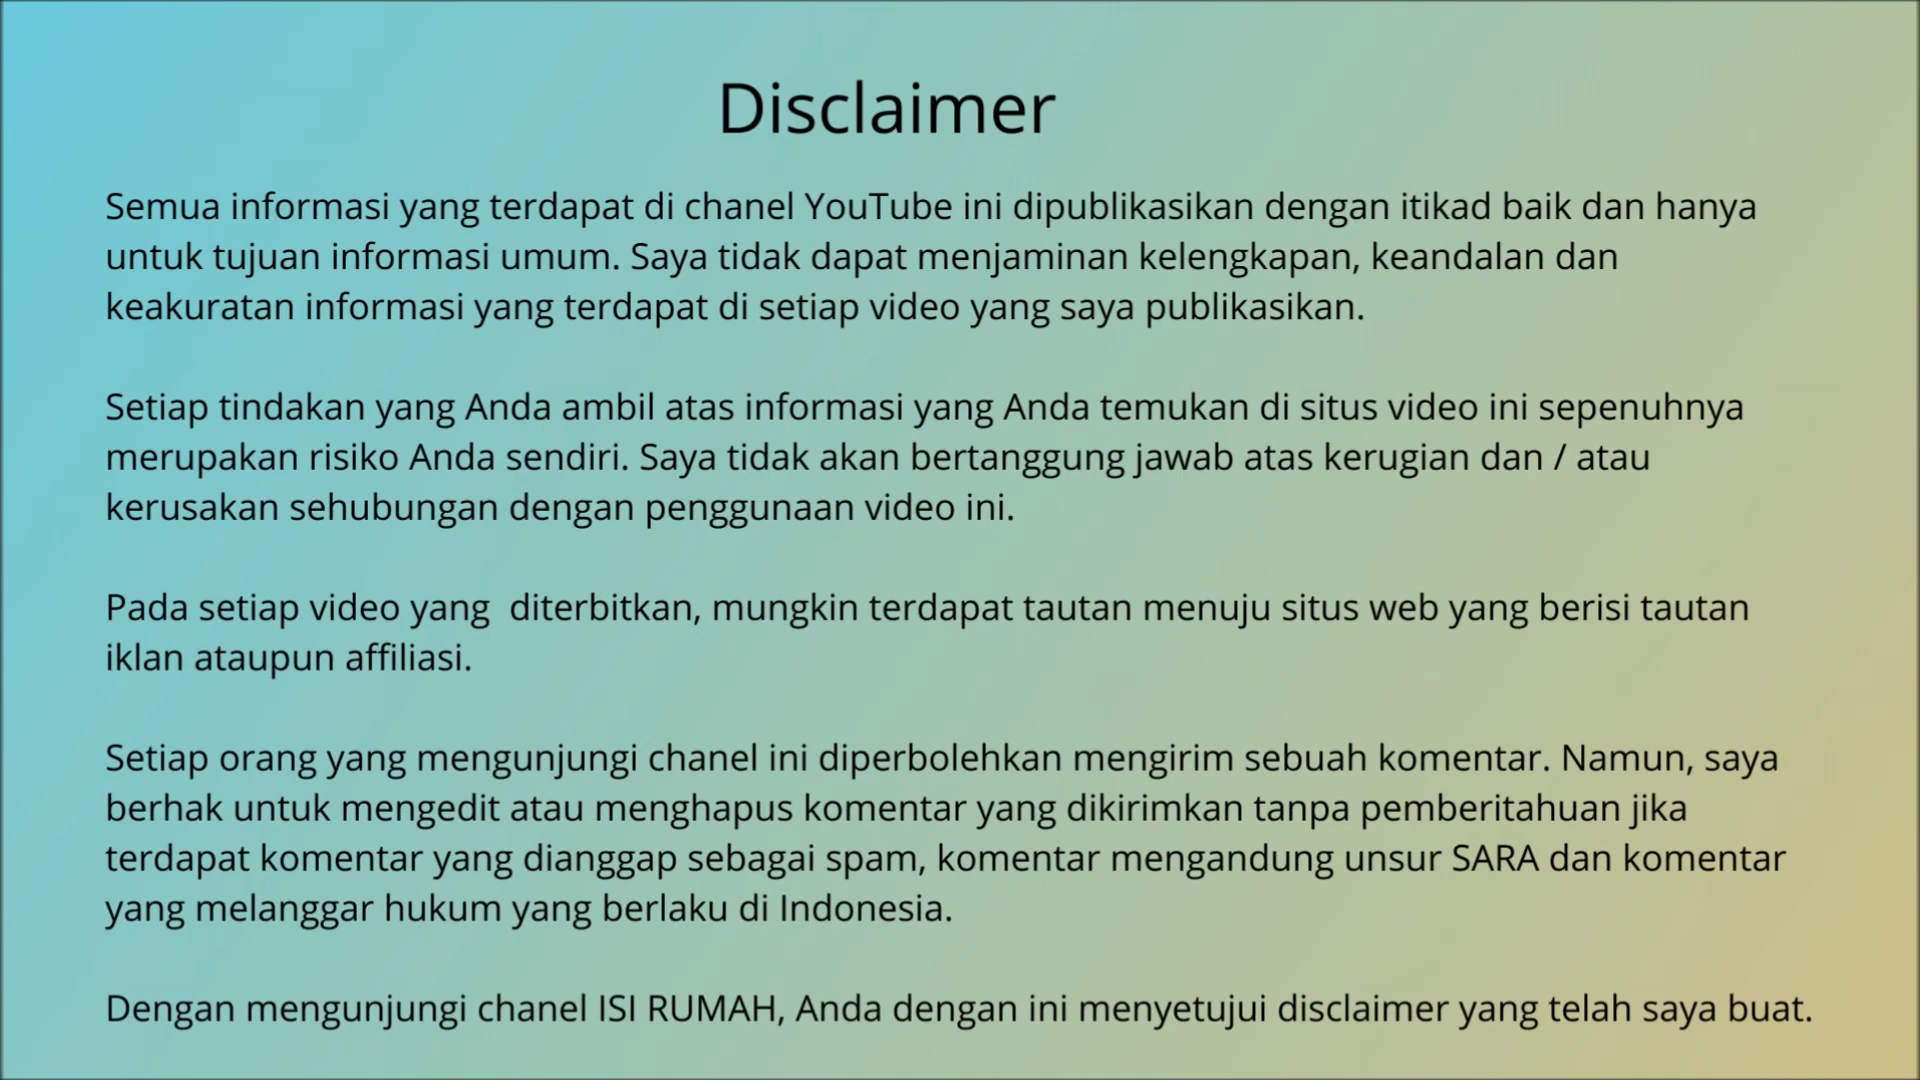 Disclaimer
Semua informasi yang terdapat di chanel YouTube ini dipublikasikan dengan itikad baik dan hanya
untuk tujuan informasi umum. Saya tidak dapat menjaminan kelengkapan, keandalan dan
keakuratan informasi yang terdapat di setiap video yang saya publikasikan.
Setiap tindakan yang Anda ambil atas informasi yang Anda temukan di situs video ini sepenuhnya
merupakan risiko Anda sendiri. Saya tidak akan bertanggung jawab atas kerugian dan / atau
kerusakan sehubungan dengan penggunaan video ini.
Pada setiap video yang  diterbitkan, mungkin terdapat tautan menuju situs web yang berisi tautan
iklan ataupun affiliasi.
Setiap orang yang mengunjungi chanel ini diperbolehkan mengirim sebuah komentar. Namun, saya
berhak untuk mengedit atau menghapus komentar yang dikirimkan tanpa pemberitahuan jika
terdapat komentar yang dianggap sebagai spam, komentar mengandung unsur SARA dan komentar
yang melanggar hukum yang berlaku di Indonesia.
Dengan mengunjungi chanel ISI RUMAH, Anda dengan ini menyetujui disclaimer yang telah saya buat.